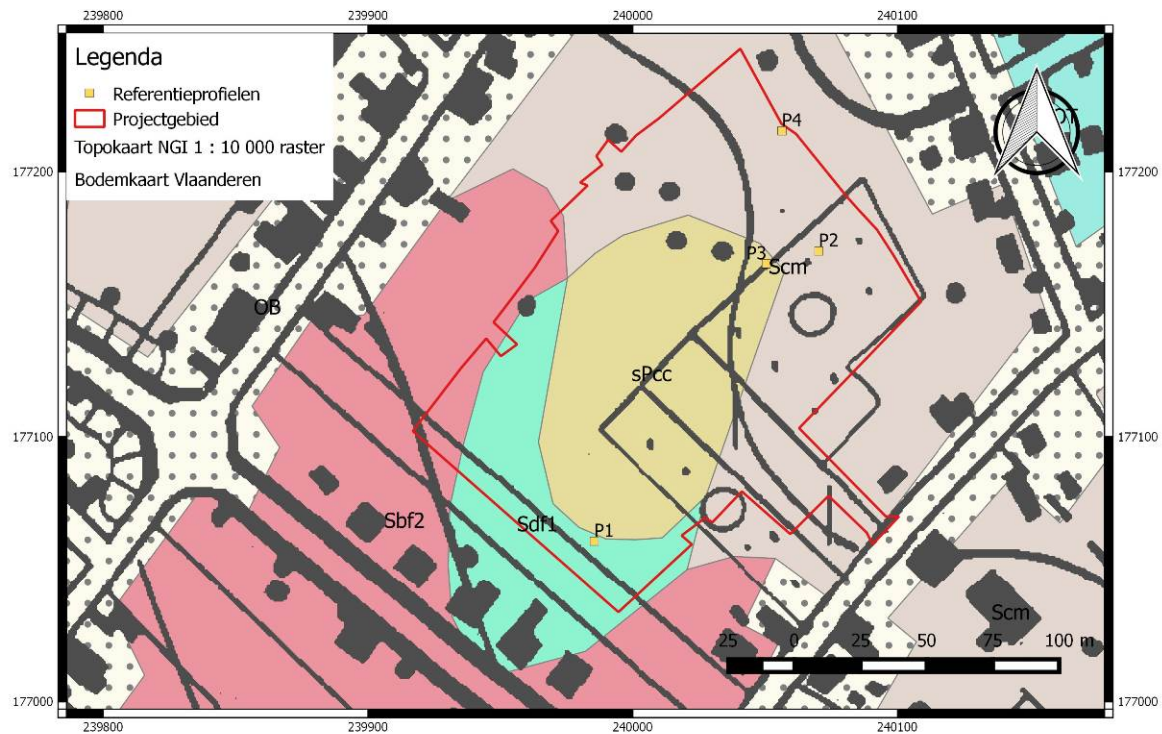 239800 239900 240000 240100
Legenda
Referentieprofielen
Projectgebied
Topokaart NGI 1 : 10 000 raster
Bodemkaart Vlaanderen
P4
OT
177200 177200
P2
P3
Scm
OB
sPcc
177100 177100
Sbf2
Sdf1
P1
Scm
25 0 25 50 75 100 m
177000 177000
239800 239900 240000 240100